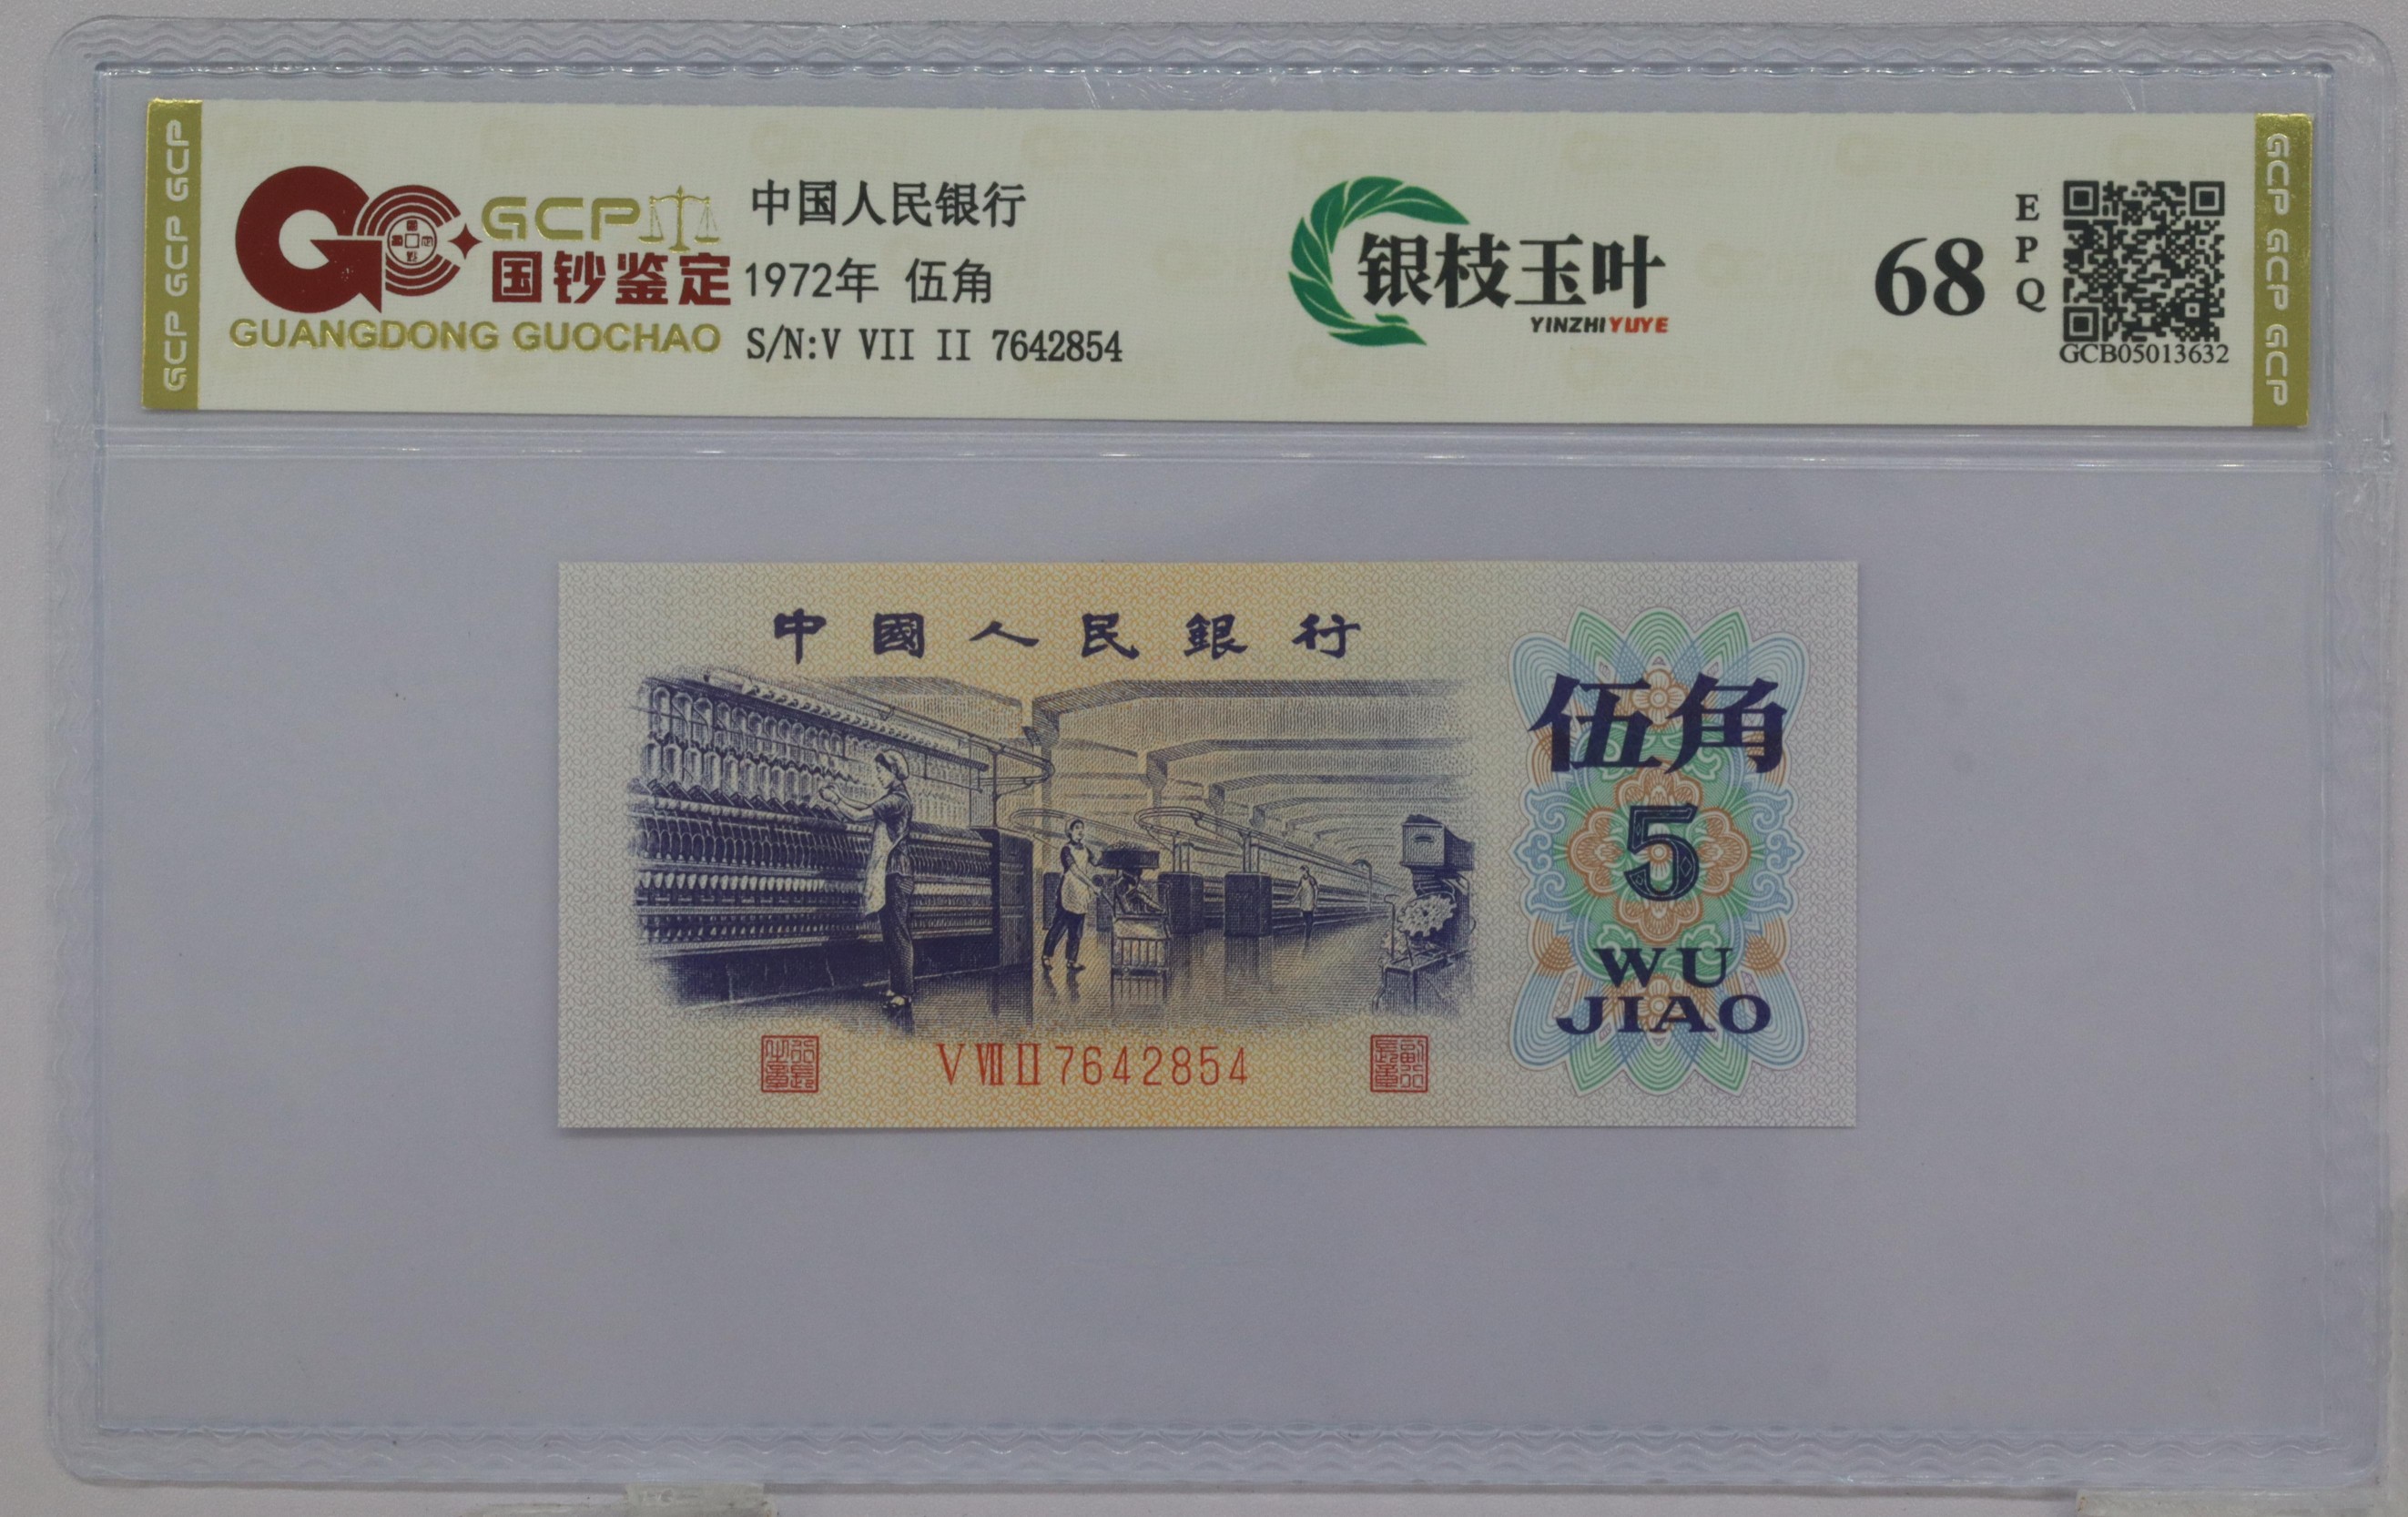 GCP GCP GCP
GCP
国钞鉴定
GUANGDONG GUOCHAO
中国人民银行
1972年 伍角
S/N:V VII II 7642854
银枝玉叶
YINZHIYUYE
68
EPQ
GCB05013632
GCP GCP GCP
中國人民銀行
伍角
5
WU
JIAO
V VII II 7642854